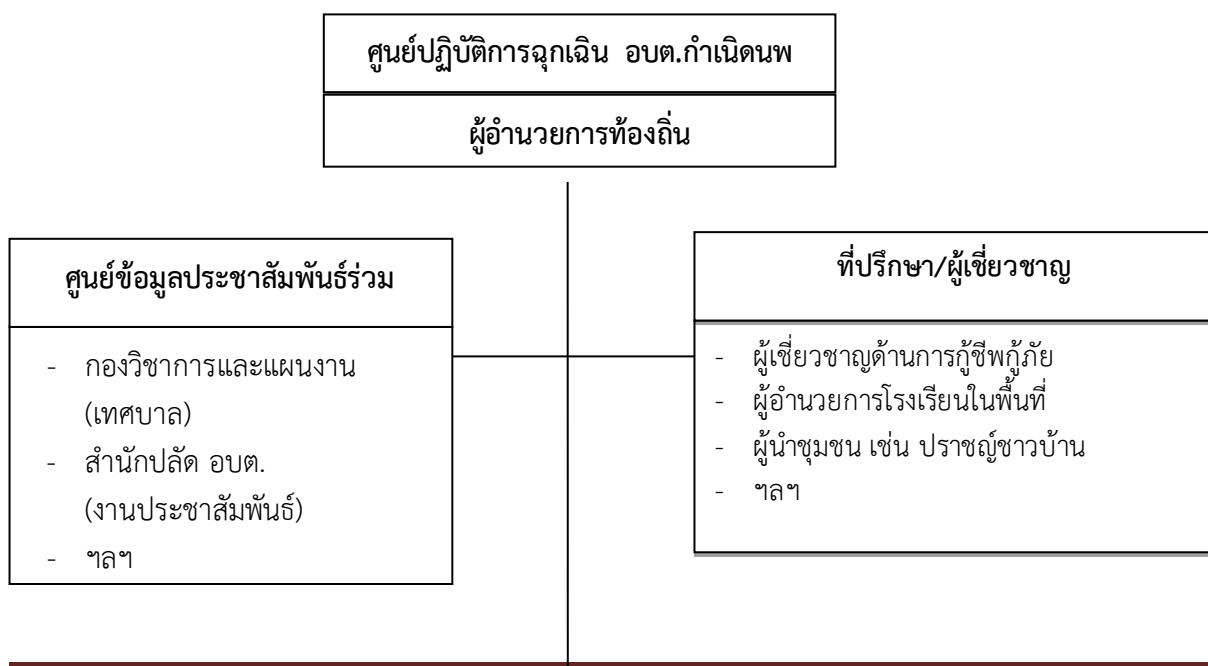 ศูนย์ปฏิบัติการฉุกเฉิน อบต.กำเนิดนพ
ผู้อำนวยการท้องถิ่น
ศูนย์ข้อมูลประชาสัมพันธ์ร่วม
- กองวิชาการและแผนงาน
(เทศบาล)
- สำนักปลัด อบต.
(งานประชาสัมพันธ์)
- ฯลฯ
ที่ปรึกษา/ผู้เชี่ยวชาญ
- ผู้เชี่ยวชาญด้านการกู้ชีพกู้ภัย
- ผู้อำนวยการโรงเรียนในพื้นที่
- ผู้นำชุมชน เช่น ปราชญ์ชาวบ้าน
- ฯลฯ